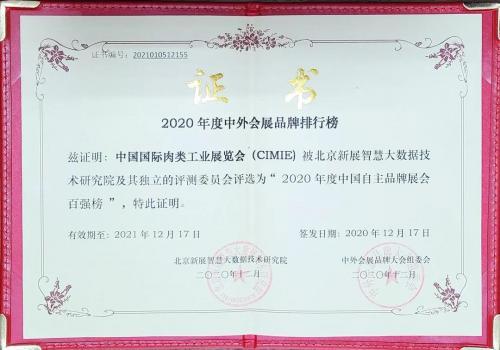 证书编号：2021010512155
证书
2020 年度中外会展品牌排行榜
兹证明：中国国际肉类工业展览会（CIMIE）被北京新展智慧大数据技
术研究院及其独立的评测委员会评选为“ 2020 年度中国自主品牌展会
百强榜 ”，特此证明。
有效期至：2021 年 12 月 17 日
签发日期：2020 年 12 月 17 日
北京新展智慧大数据技术研究院
中外会展品牌大会组委会
二〇二〇年十二月
二〇二〇年十二月